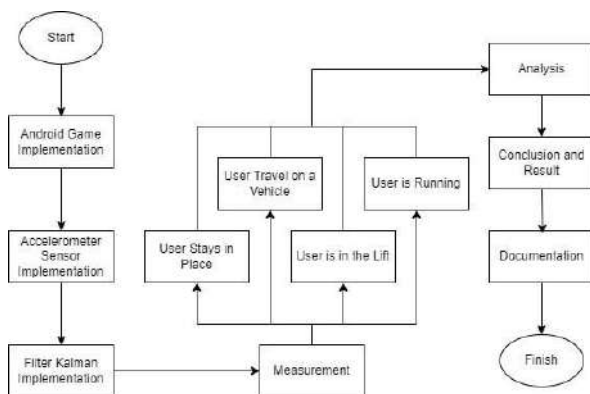 Start
Android Game
Implementation
Accelerometer
Sensor
Implementation
Filter Kalman
Implementation
Measurement
User Stays in
Place
User Travel on a
Vehicle
User is in the Lift
User is Running
Analysis
Conclusion and
Result
Documentation
Finish